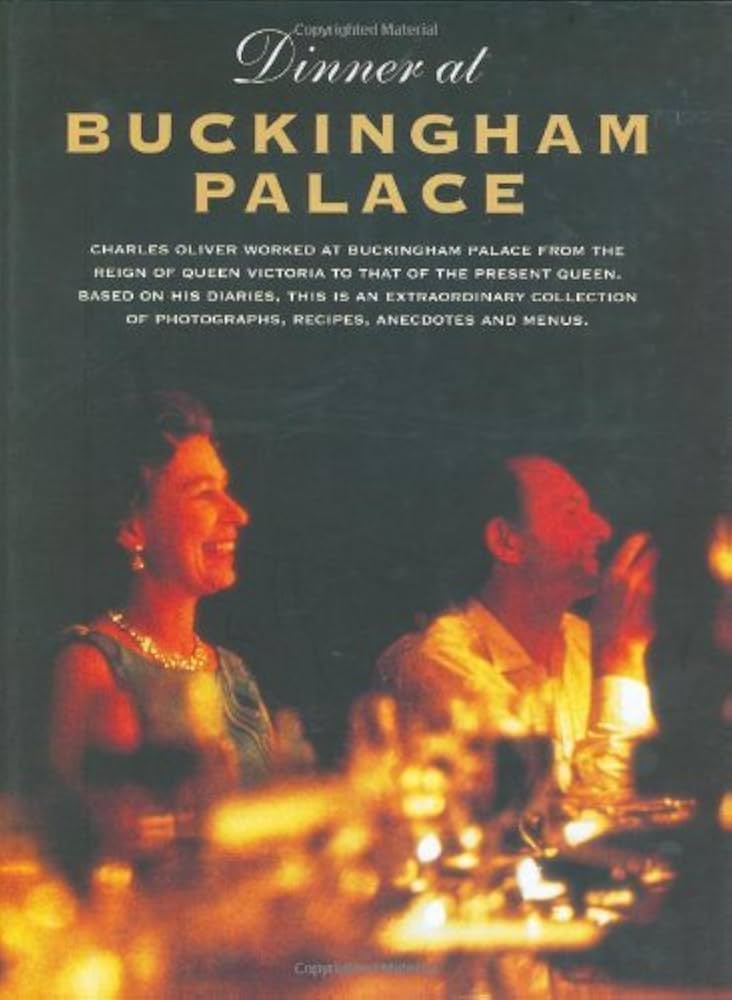 Copyrighted Material
Dinner at
BUCKINGHAM
PALACE
CHARLES OLIVER WORKED AT BUCKINGHAM PALACE FROM THE
REIGN OF QUEEN VICTORIA TO THAT OF THE PRESENT QUEEN.
BASED ON HIS DIARIES, THIS IS AN EXTRAORDINARY COLLECTION
OF PHOTOGRAPHS, RECIPES, ANECDOTES AND MENUS.
Copyrighted Material